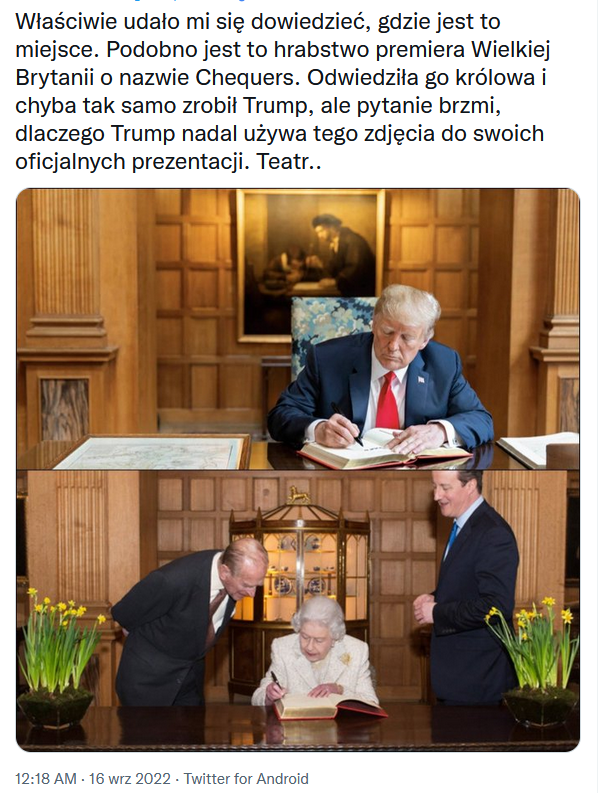 Właściwie udało mi się dowiedzieć, gdzie jest to
miejsce. Podobno jest to hrabstwo premiera Wielkiej
Brytanii o nazwie Chequers. Odwiedziła go królowa i
chyba tak samo zrobił Trump, ale pytanie brzmi,
dlaczego Trump nadal używa tego zdjęcia do swoich
oficjalnych prezentacji. Teatr..
12:18 AM · 16 wrz 2022 · Twitter for Android